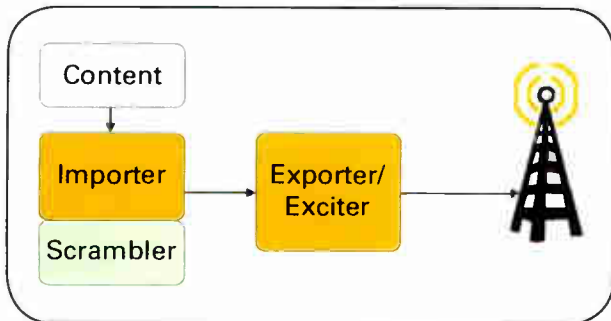 Content
Importer
Exporter/
Exciter
Scrambler